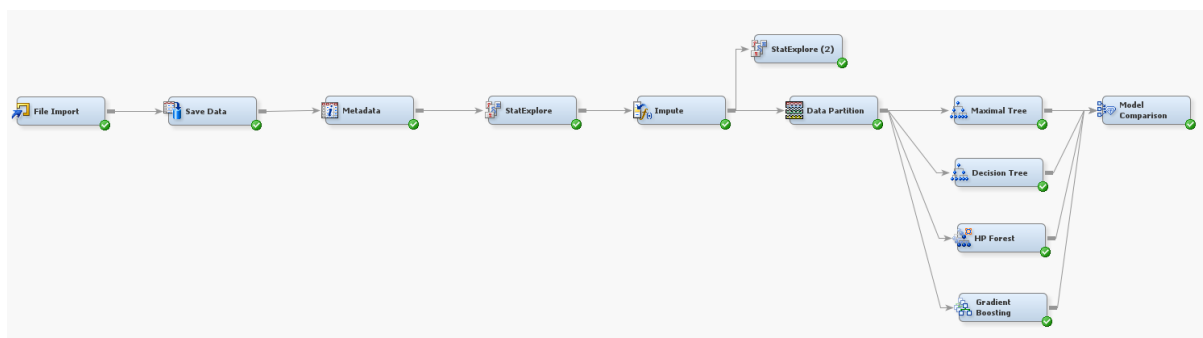 StatExplore (2)
File Import
Save Data
Metadata
StatExplore
Impute
Data Partition
Maximal Tree
Model
Comparison
Decision Tree
HP Forest
Gradient
Boosting